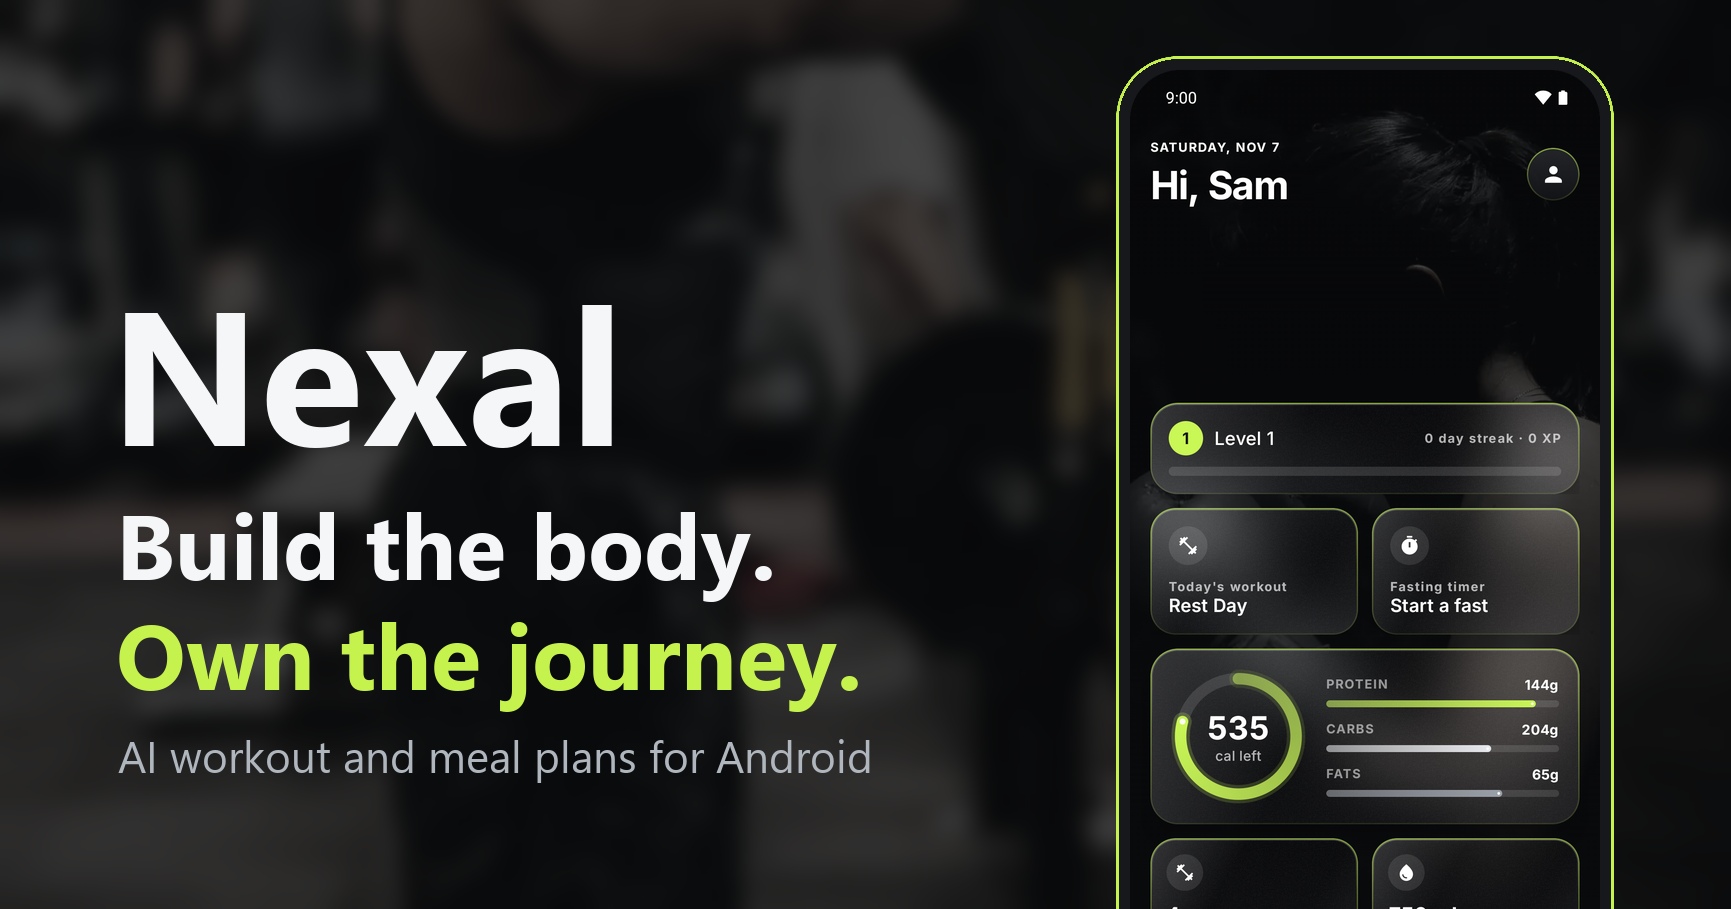 Nexal
Build the body.
Own the journey.
AI workout and meal plans for Android
9:00
SATURDAY, NOV 7
Hi, Sam
1
Level 1
0 day streak · 0 XP
Today's workout
Rest Day
Fasting timer
Start a fast
535
cal left
PROTEIN
144g
CARBS
204g
FATS
65g